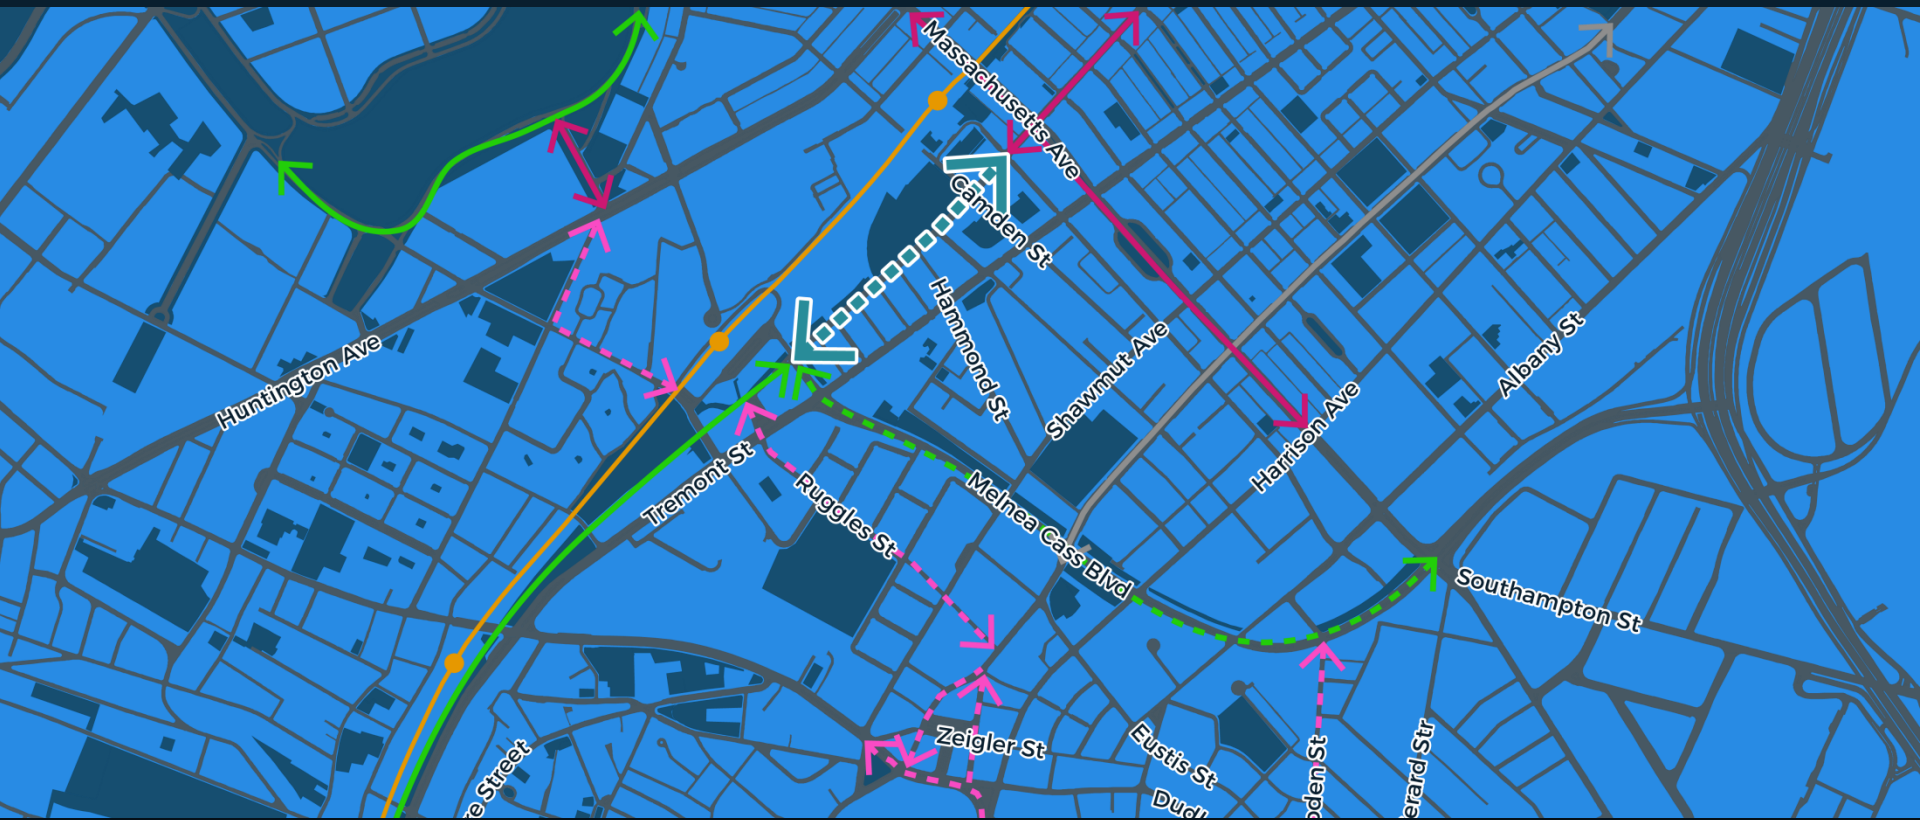 Massachusetts Ave
Camden St
Hammond St
Huntington Ave
Shawmut Ave
Albany St
Harrison Ave
Tremont St
Ruggles St
Melnea Cass Blvd
Southampton St
Zeigler St
Eustis St
Street